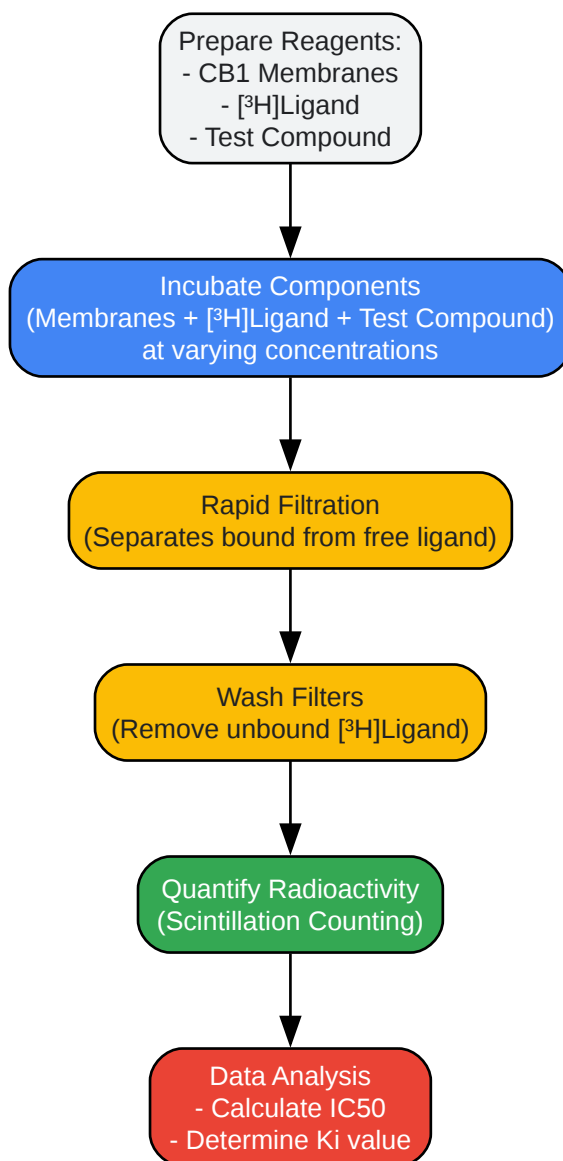 Prepare Reagents:
- CB1 Membranes
- [³H]Ligand
- Test Compound
Incubate Components
(Membranes + [³H]Ligand + Test Compound)
at varying concentrations
Rapid Filtration
(Separates bound from free ligand)
Wash Filters
(Remove unbound [³H]Ligand)
Quantify Radioactivity
(Scintillation Counting)
Data Analysis
- Calculate IC50
- Determine Ki value